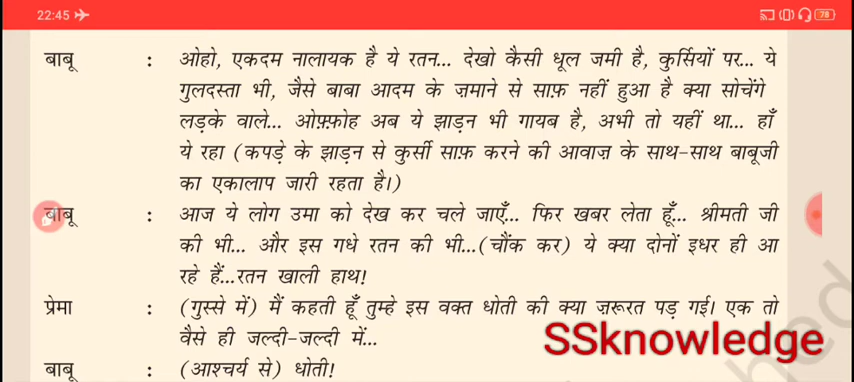 22:45
78
बाबू : ओहो, एकदम नालायक है ये रतन... देखो कैसी धूल जमी है, कुर्सियों पर... ये
गुलदस्ता भी, जैसे बाबा आदम के ज़माने से साफ़ नहीं हुआ है क्या सोचेंगे
लड़के वाले... ओफ़्फ़ोह अब ये झाड़न भी गायब है, अभी तो यहीं था... हाँ
ये रहा (कपड़े के झाड़न से कुर्सी साफ़ करने की आवाज़ के साथ-साथ बाबूजी
का एकालाप जारी रहता है।)
बाबू : आज ये लोग उमा को देख कर चले जाएँ... फिर खबर लेता हूँ... श्रीमती जी
की भी... और इस गधे रतन की भी...(चौंक कर) ये क्या दोनों इधर ही आ
रहे हैं...रतन खाली हाथ!
प्रेमा : (गुस्से में) मैं कहती हूँ तुम्हे इस वक्त धोती की क्या ज़रूरत पड़ गई। एक तो
वैसे ही जल्दी-जल्दी में...
SSknowledge
बाबू : (आश्चर्य से) धोती!